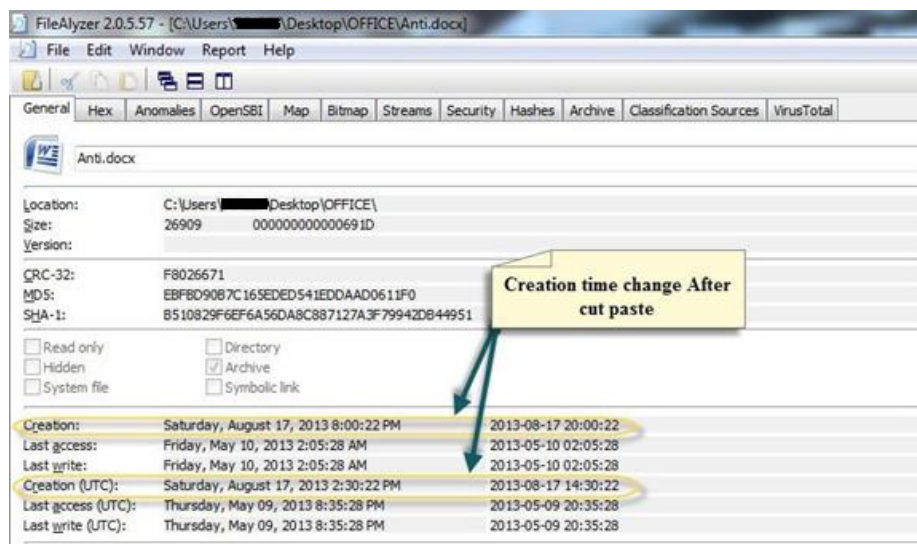 FileAlyzer 2.0.5.57 - [C:\Users\ \Desktop\OFFICE\Anti.docx]
File Edit Window Report Help
General Hex Anomalies OpenSBI Map Bitmap Streams Security Hashes Archive Classification Sources VirusTotal
Anti.docx
Location: C:\Users\ Desktop\OFFICE\
Size: 26909 000000000000691D
Version:
CRC-32: F8026671
MD5: EBFBD90B7C165EDED541EDDAAD0611F0
SHA-1: B510829F6EF6A56DA8C887127A3F79942DB44951
Creation time change After
cut paste
Read only Directory
Hidden Archive
System file Symbolic link
Creation: Saturday, August 17, 2013 8:00:22 PM 2013-08-17 20:00:22
Last access: Friday, May 10, 2013 2:05:28 AM 2013-05-10 02:05:28
Last write: Friday, May 10, 2013 2:05:28 AM 2013-05-10 02:05:28
Creation (UTC): Saturday, August 17, 2013 2:30:22 PM 2013-08-17 14:30:22
Last access (UTC): Thursday, May 09, 2013 8:35:28 PM 2013-05-09 20:35:28
Last write (UTC): Thursday, May 09, 2013 8:35:28 PM 2013-05-09 20:35:28